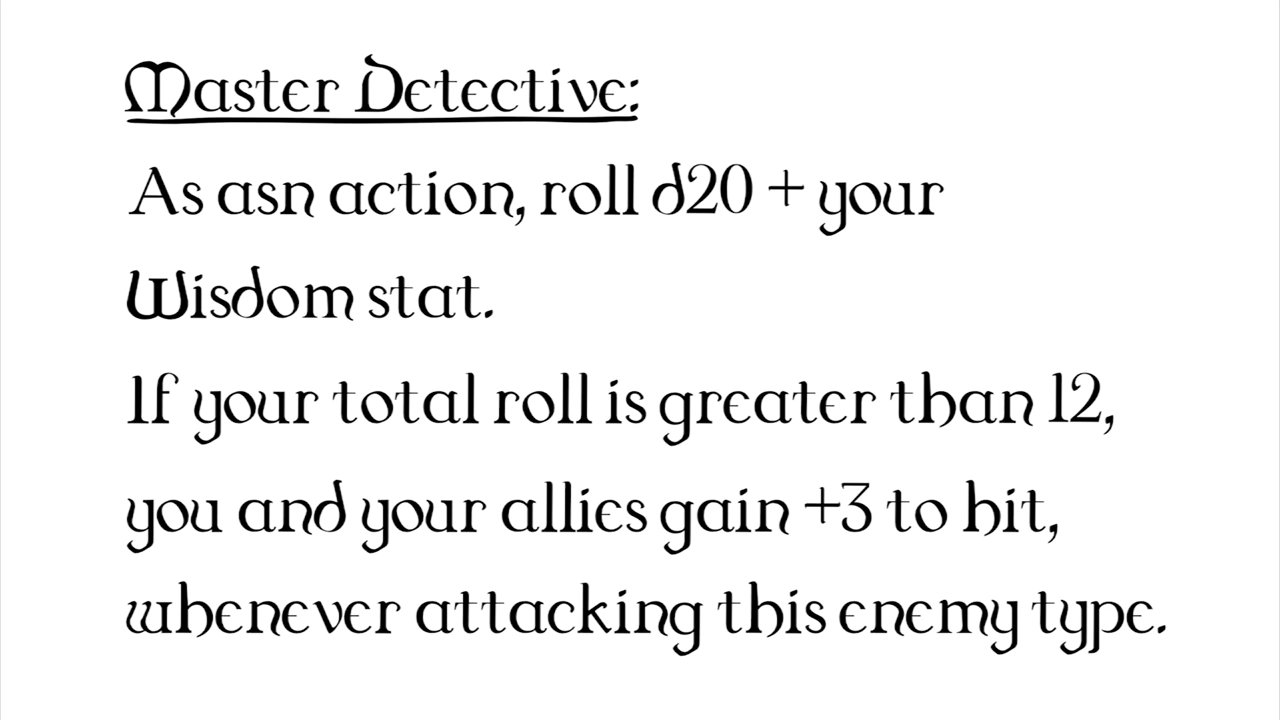 Master Detective:
As asn action, roll d20 + your
Wisdom stat.
If your total roll is greater than 12,
you and your allies gain +3 to hit,
whenever attacking this enemy type.